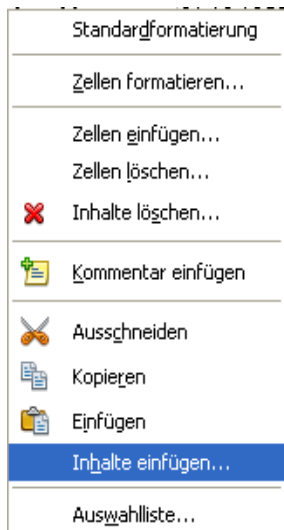 Standardformatierung
Zellen formatieren...
Zellen einfügen...
Zellen löschen...
Inhalte löschen...
Kommentar einfügen
Ausschneiden
Kopieren
Einfügen
Inhalte einfügen...
Auswahlliste...